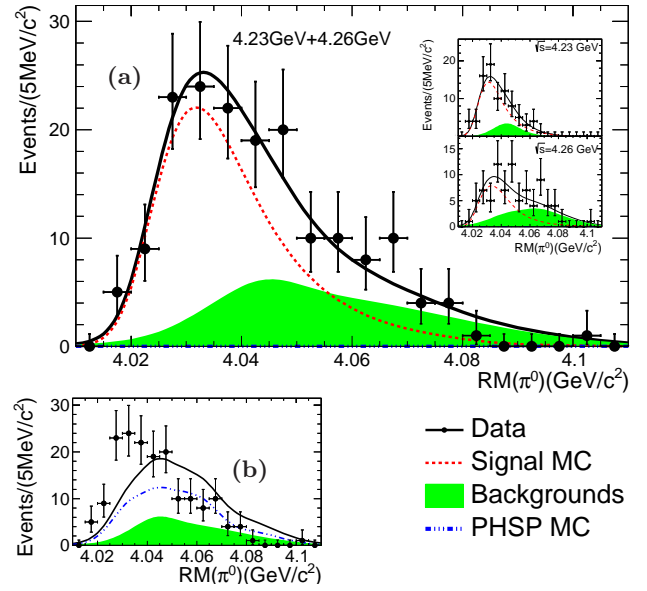 4.23GeV+4.26GeV
(a)
Events/(5MeV/c²)
30
20
10
0
4.02 4.04 4.06 4.08 4.1
RM(π⁰)(GeV/c²)
√s=4.23 GeV
Events/(5MeV/c²)
20
10
0
√s=4.26 GeV
15
10
5
0
4.02 4.04 4.06 4.08 4.1
RM(π⁰)(GeV/c²)
(b)
Events/(5MeV/c²)
30
20
10
0
4.02 4.04 4.06 4.08 4.1
RM(π⁰)(GeV/c²)
Data
Signal MC
Backgrounds
PHSP MC